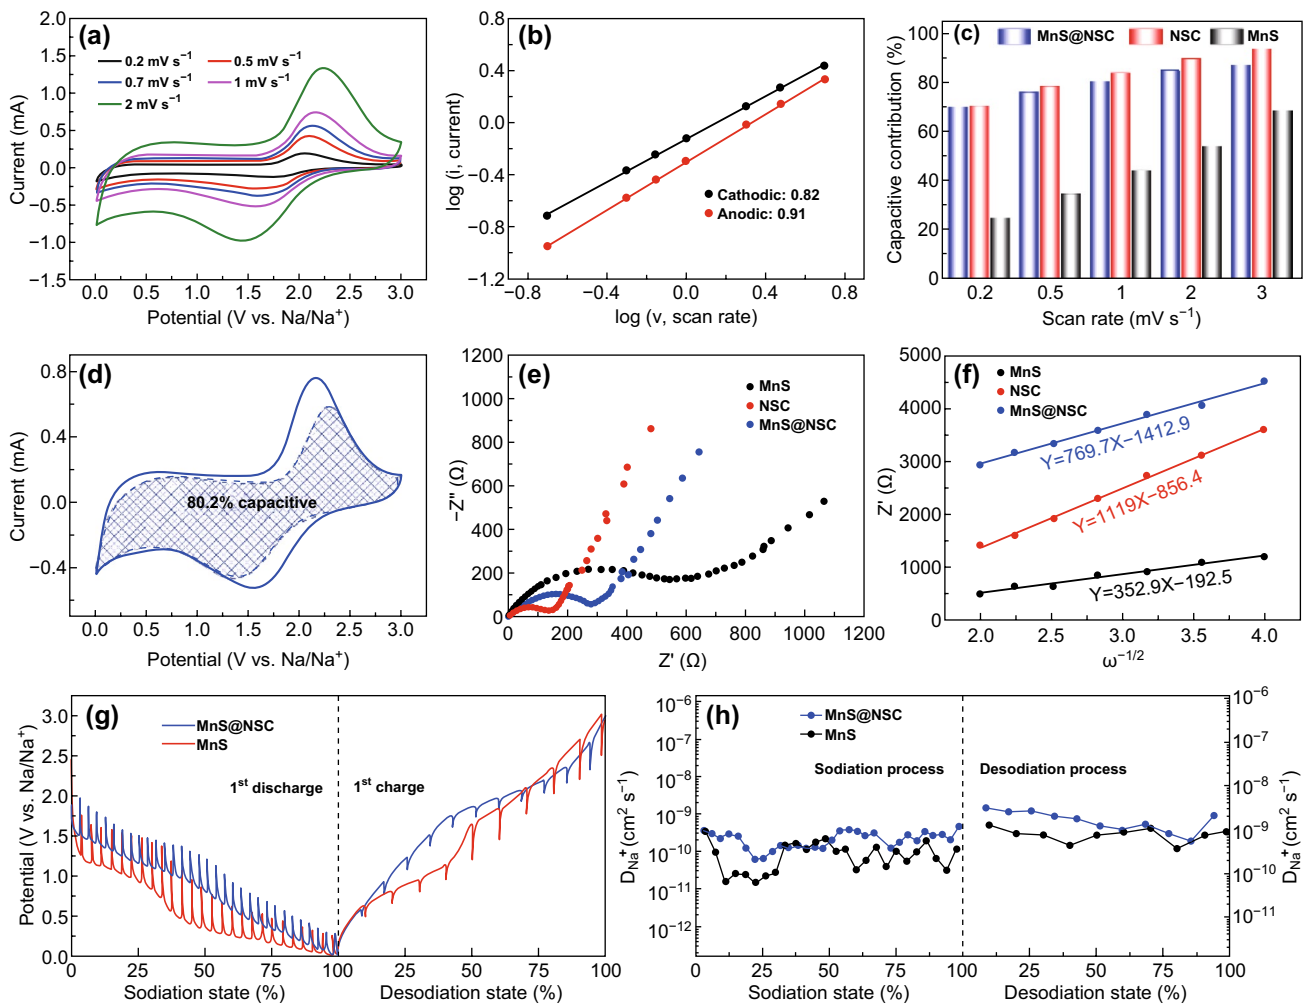 (a)
0.2 mV s⁻¹ 0.5 mV s⁻¹
0.7 mV s⁻¹ 1 mV s⁻¹
2 mV s⁻¹
Current (mA)
2.0
1.5
1.0
0.5
0.0
−0.5
−1.0
−1.5
0.0 0.5 1.0 1.5 2.0 2.5 3.0
Potential (V vs. Na/Na⁺)
(b)
log (i, current)
0.8
0.4
0.0
−0.4
−0.8
−1.2
Cathodic: 0.82
Anodic: 0.91
−0.8 −0.4 0.0 0.4 0.8
log (v, scan rate)
(c)
MnS@NSC NSC MnS
Capacitive contribution (%)
100
80
60
40
20
0
0.2 0.5 1 2 3
Scan rate (mV s⁻¹)
(d)
Current (mA)
0.8
0.4
0.0
−0.4
80.2% capacitive
0.0 0.5 1.0 1.5 2.0 2.5 3.0
Potential (V vs. Na/Na⁺)
(e)
−Z'' (Ω)
1200
1000
800
600
400
200
0
MnS
NSC
MnS@NSC
0 200 400 600 800 1000 1200
Z' (Ω)
(f)
MnS
NSC
MnS@NSC
Z' (Ω)
5000
4000
3000
2000
1000
0
Y=769.7X−1412.9
Y=1119X−856.4
Y=352.9X−192.5
2.0 2.5 3.0 3.5 4.0
ω⁻¹/²
(g)
MnS@NSC
MnS
Potential (V vs. Na/Na⁺)
3.0
2.5
2.0
1.5
1.0
0.5
0.0
1ˢᵗ discharge 1ˢᵗ charge
0 25 50 75 100 25 50 75 100
Sodiation state (%) Desodiation state (%)
(h)
MnS@NSC
MnS
D_Na⁺ (cm² s⁻¹)
10⁻⁶
10⁻⁷
10⁻⁸
10⁻⁹
10⁻¹⁰
10⁻¹¹
10⁻¹²
Sodiation process Desodiation process
10⁻⁶
10⁻⁷
10⁻⁸
10⁻⁹
10⁻¹⁰
10⁻¹¹
D_Na⁺ (cm² s⁻¹)
0 25 50 75 100 25 50 75 100
Sodiation state (%) Desodiation state (%)